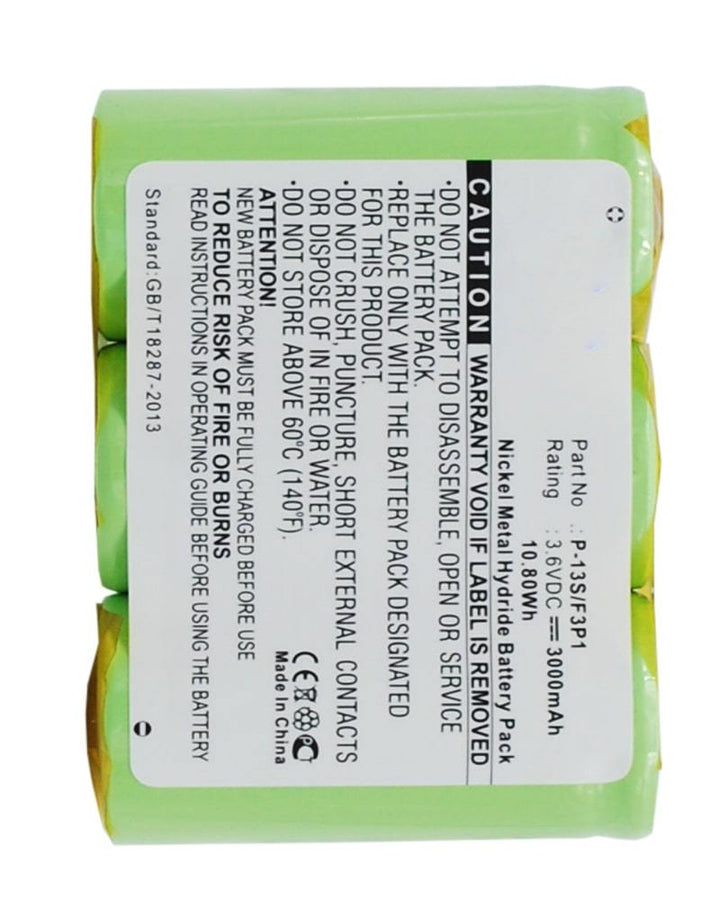 Part No : P-13S/F3P1
Rating : 3.6VDC 3000mAh
10.80Wh
Nickel Metal Hydride Battery Pack
CAUTION WARRANTY VOID IF LABEL IS REMOVED
·DO NOT ATTEMPT TO DISASSEMBLE, OPEN OR SERVICE
THE BATTERY PACK.
·REPLACE ONLY WITH THE BATTERY PACK DESIGNATED
FOR THIS PRODUCT.
·DO NOT CRUSH, PUNCTURE, SHORT EXTERNAL CONTACTS
OR DISPOSE OF IN FIRE OR WATER.
·DO NOT STORE ABOVE 60°C (140°F).
ATTENTION!
NEW BATTERY PACK MUST BE FULLY CHARGED BEFORE USE
TO REDUCE RISK OF FIRE OR BURNS
READ INSTRUCTIONS IN OPERATING GUIDE BEFORE USING THE BATTERY
Standard: GB/T18287-2013
CE PC
Made In China